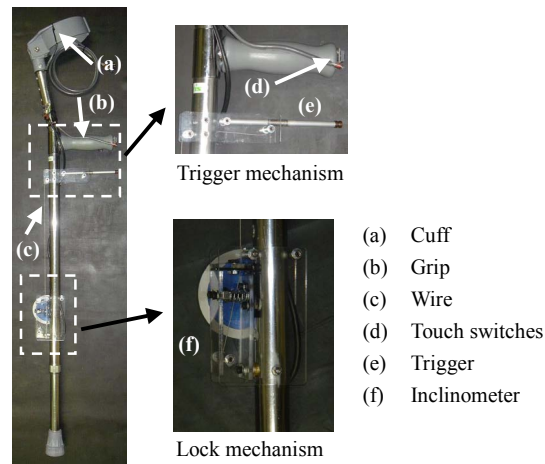 (a)
(b)
(c)
(d)
(e)
Trigger mechanism
(f)
Lock mechanism
(a) Cuff
(b) Grip
(c) Wire
(d) Touch switches
(e) Trigger
(f) Inclinometer